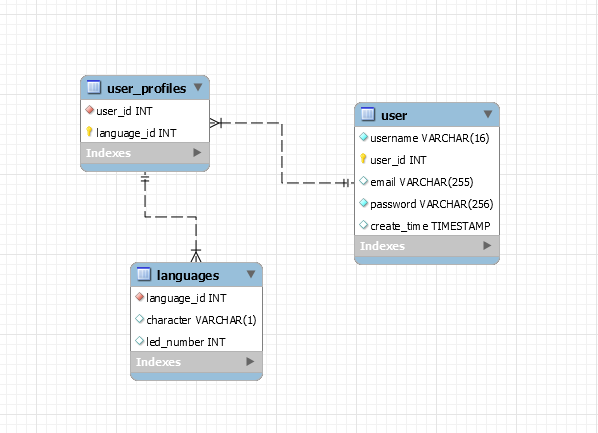 user_profiles
user_id INT
language_id INT
Indexes
user
username VARCHAR(16)
user_id INT
email VARCHAR(255)
password VARCHAR(256)
create_time TIMESTAMP
Indexes
languages
language_id INT
character VARCHAR(1)
led_number INT
Indexes